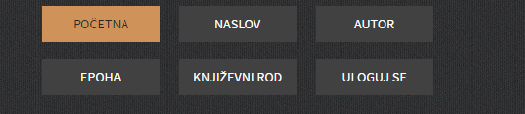 POČETNA NASLOV AUTOR
EPOHA KNJIŽEVNI ROD ULOGUJ SE